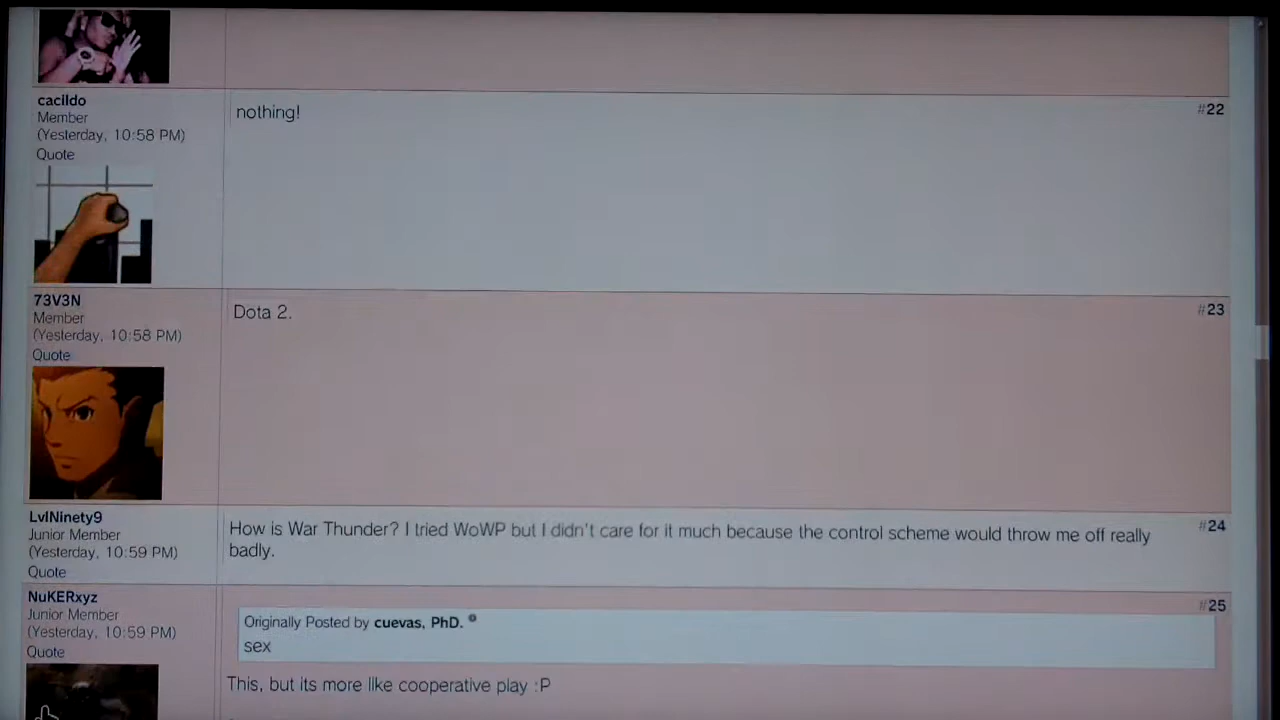 cacildo
Member
(Yesterday, 10:58 PM)
Quote
nothing!
#22
73V3N
Member
(Yesterday, 10:58 PM)
Quote
Dota 2.
#23
LvlNinety9
Junior Member
(Yesterday, 10:59 PM)
Quote
How is War Thunder? I tried WoWP but I didn't care for it much because the control scheme would throw me off really
badly.
#24
NuKERxyz
Junior Member
(Yesterday, 10:59 PM)
Quote
#25
Originally Posted by cuevas, PhD.
sex
This, but its more like cooperative play :P